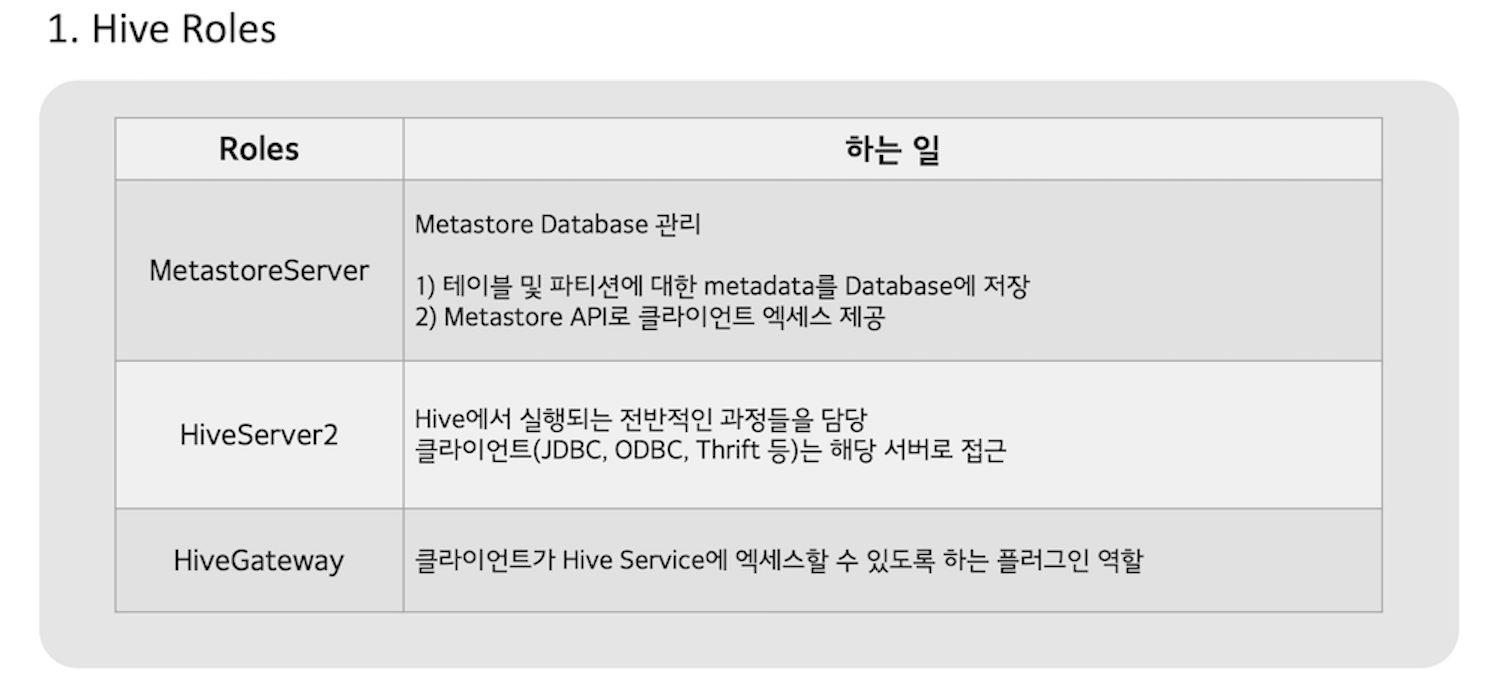 1. Hive Roles
Roles
하는 일
MetastoreServer
Metastore Database 관리
1) 테이블 및 파티션에 대한 metadata를 Database에 저장
2) Metastore API로 클라이언트 엑세스 제공
HiveServer2
Hive에서 실행되는 전반적인 과정들을 담당
클라이언트(JDBC, ODBC, Thrift 등)는 해당 서버로 접근
HiveGateway
클라이언트가 Hive Service에 엑세스할 수 있도록 하는 플러그인 역할